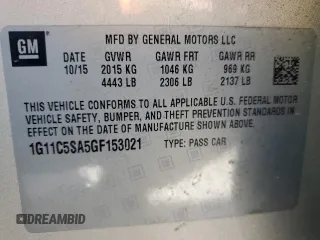 GM
MFD BY GENERAL MOTORS LLC
DATE GVWR GAWR FRT GAWR RR
10/15 2015 KG 1046 KG 969 KG
4443 LB 2306 LB 2137 LB
THIS VEHICLE CONFORMS TO ALL APPLICABLE U.S. FEDERAL MOTOR
VEHICLE SAFETY, BUMPER, AND THEFT PREVENTION STANDARDS IN
EFFECT ON THE DATE OF MANUFACTURE SHOWN ABOVE.
1G11C5SA5GF153021 TYPE: PASS CAR